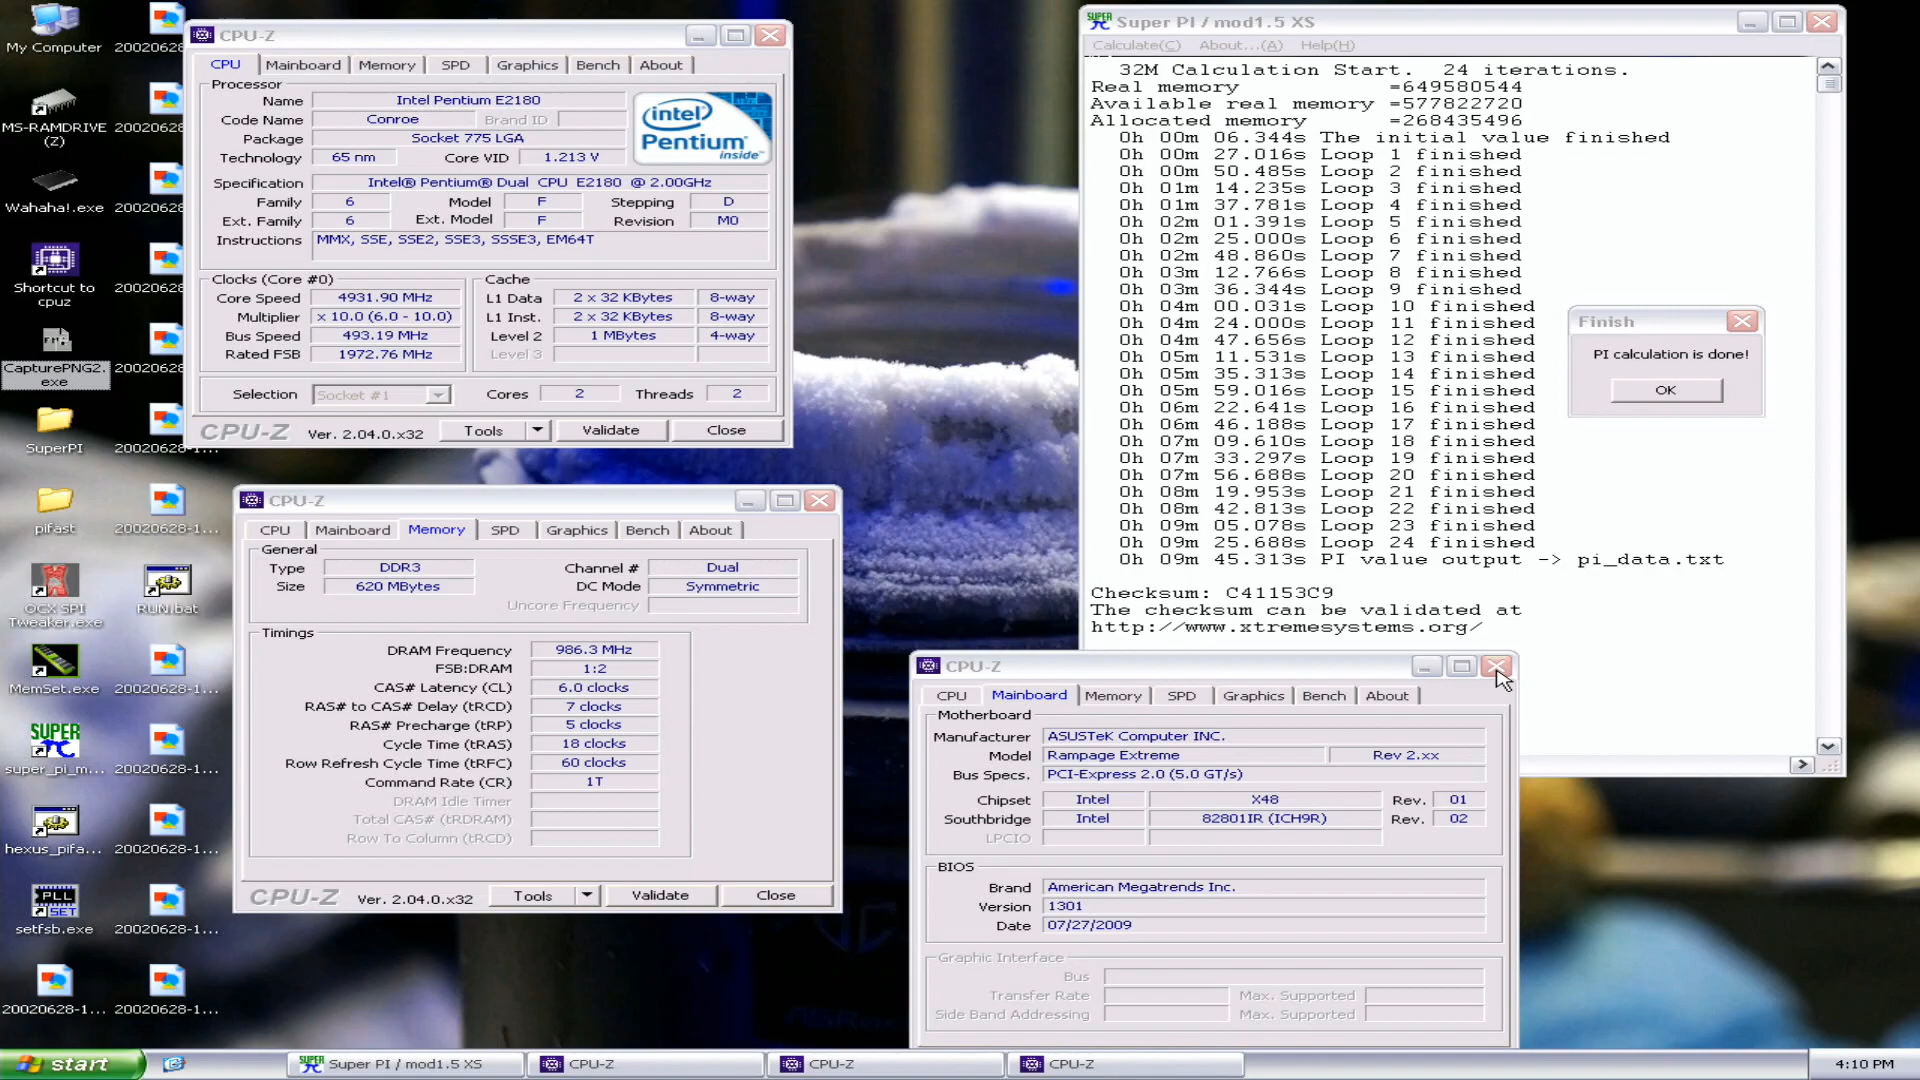 My Computer
20020628
MS-RAMDRIVE (Z)
20020628
Wahaha!.exe
20020628
Shortcut to cpuz
20020628
CapturePNG2.exe
20020628
SuperPI
20020628-1...
pifast
20020628-1...
OCX SPI Tweaker.exe
RUN.bat
MemSet.exe
20020628-1...
super_pi_m...
20020628-1...
hexus_pifa...
20020628-1...
setfsb.exe
20020628-1...
20020628-1...
20020628-1...
CPU-Z
CPU Mainboard Memory SPD Graphics Bench About
Processor
Name Intel Pentium E2180
Code Name Conroe Brand ID
Package Socket 775 LGA
Technology 65 nm Core VID 1.213 V
intel Pentium inside™
Specification Intel® Pentium® Dual CPU E2180 @ 2.00GHz
Family 6 Model F Stepping D
Ext. Family 6 Ext. Model F Revision M0
Instructions MMX, SSE, SSE2, SSE3, SSSE3, EM64T
Clocks (Core #0)
Core Speed 4931.90 MHz
Multiplier x 10.0 (6.0 - 10.0)
Bus Speed 493.19 MHz
Rated FSB 1972.76 MHz
Cache
L1 Data 2 x 32 KBytes 8-way
L1 Inst. 2 x 32 KBytes 8-way
Level 2 1 MBytes 4-way
Level 3
Selection Socket #1 Cores 2 Threads 2
CPU-Z Ver. 2.04.0.x32 Tools Validate Close
CPU-Z
CPU Mainboard Memory SPD Graphics Bench About
General
Type DDR3 Channel # Dual
Size 620 MBytes DC Mode Symmetric
Uncore Frequency
Timings
DRAM Frequency 986.3 MHz
FSB:DRAM 1:2
CAS# Latency (CL) 6.0 clocks
RAS# to CAS# Delay (tRCD) 7 clocks
RAS# Precharge (tRP) 5 clocks
Cycle Time (tRAS) 18 clocks
Row Refresh Cycle Time (tRFC) 60 clocks
Command Rate (CR) 1T
DRAM Idle Timer
Total CAS# (tRDRAM)
Row To Column (tRCD)
CPU-Z Ver. 2.04.0.x32 Tools Validate Close
SUPER π Super PI / mod1.5 XS
Calculate(C) About...(A) Help(H)
32M Calculation Start. 24 iterations.
Real memory =649580544
Available real memory =577822720
Allocated memory =268435496
0h 00m 06.344s The initial value finished
0h 00m 27.016s Loop 1 finished
0h 00m 50.485s Loop 2 finished
0h 01m 14.235s Loop 3 finished
0h 01m 37.781s Loop 4 finished
0h 02m 01.391s Loop 5 finished
0h 02m 25.000s Loop 6 finished
0h 02m 48.860s Loop 7 finished
0h 03m 12.766s Loop 8 finished
0h 03m 36.344s Loop 9 finished
0h 04m 00.031s Loop 10 finished
0h 04m 24.000s Loop 11 finished
0h 04m 47.656s Loop 12 finished
0h 05m 11.531s Loop 13 finished
0h 05m 35.313s Loop 14 finished
0h 05m 59.016s Loop 15 finished
0h 06m 22.641s Loop 16 finished
0h 06m 46.188s Loop 17 finished
0h 07m 09.610s Loop 18 finished
0h 07m 33.297s Loop 19 finished
0h 07m 56.688s Loop 20 finished
0h 08m 19.953s Loop 21 finished
0h 08m 42.813s Loop 22 finished
0h 09m 05.078s Loop 23 finished
0h 09m 25.688s Loop 24 finished
0h 09m 45.313s PI value output -> pi_data.txt
Checksum: C41153C9
The checksum can be validated at
http://www.xtremesystems.org/
Finish
PI calculation is done!
OK
CPU-Z
CPU Mainboard Memory SPD Graphics Bench About
Motherboard
Manufacturer ASUSTeK Computer INC.
Model Rampage Extreme Rev 2.xx
Bus Specs. PCI-Express 2.0 (5.0 GT/s)
Chipset Intel X48 Rev. 01
Southbridge Intel 82801IR (ICH9R) Rev. 02
LPCIO
BIOS
Brand American Megatrends Inc.
Version 1301
Date 07/27/2009
Graphic Interface
Bus
Transfer Rate Max. Supported
Side Band Addressing Max. Supported
start
Super PI / mod1.5 XS
CPU-Z
CPU-Z
CPU-Z
4:10 PM